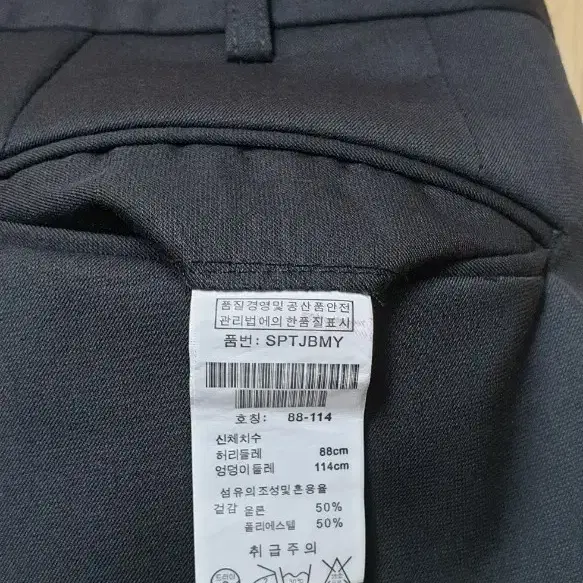 품질경영및공산품안전
관리법에의한품질표시
품번: SPTJBMY
호칭: 88-114
신체치수
허리둘레 88cm
엉덩이둘레 114cm
섬유의조성및혼용율
겉감 울론 50%
폴리에스텔 50%
취급주의
드라이